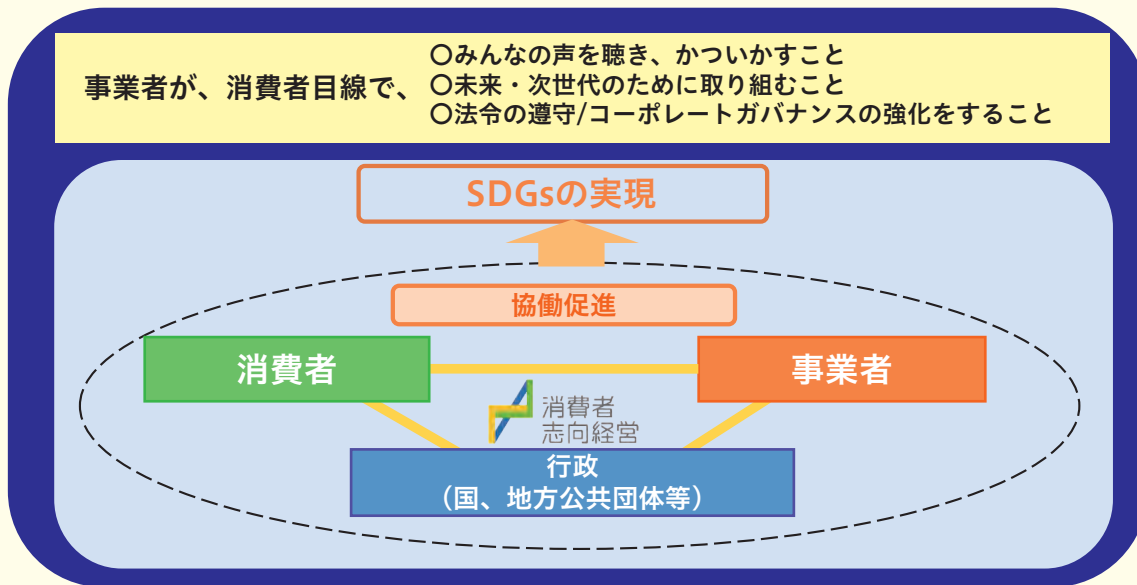 事業者が、消費者目線で、
〇みんなの声を聴き、かついかすこと
〇未来・次世代のために取り組むこと
〇法令の遵守/コーポレートガバナンスの強化をすること
SDGsの実現
協働促進
消費者
事業者
消費者
志向経営
行政
（国、地方公共団体等）